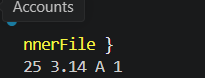 Accounts
nnerFile }
25 3.14 A 1